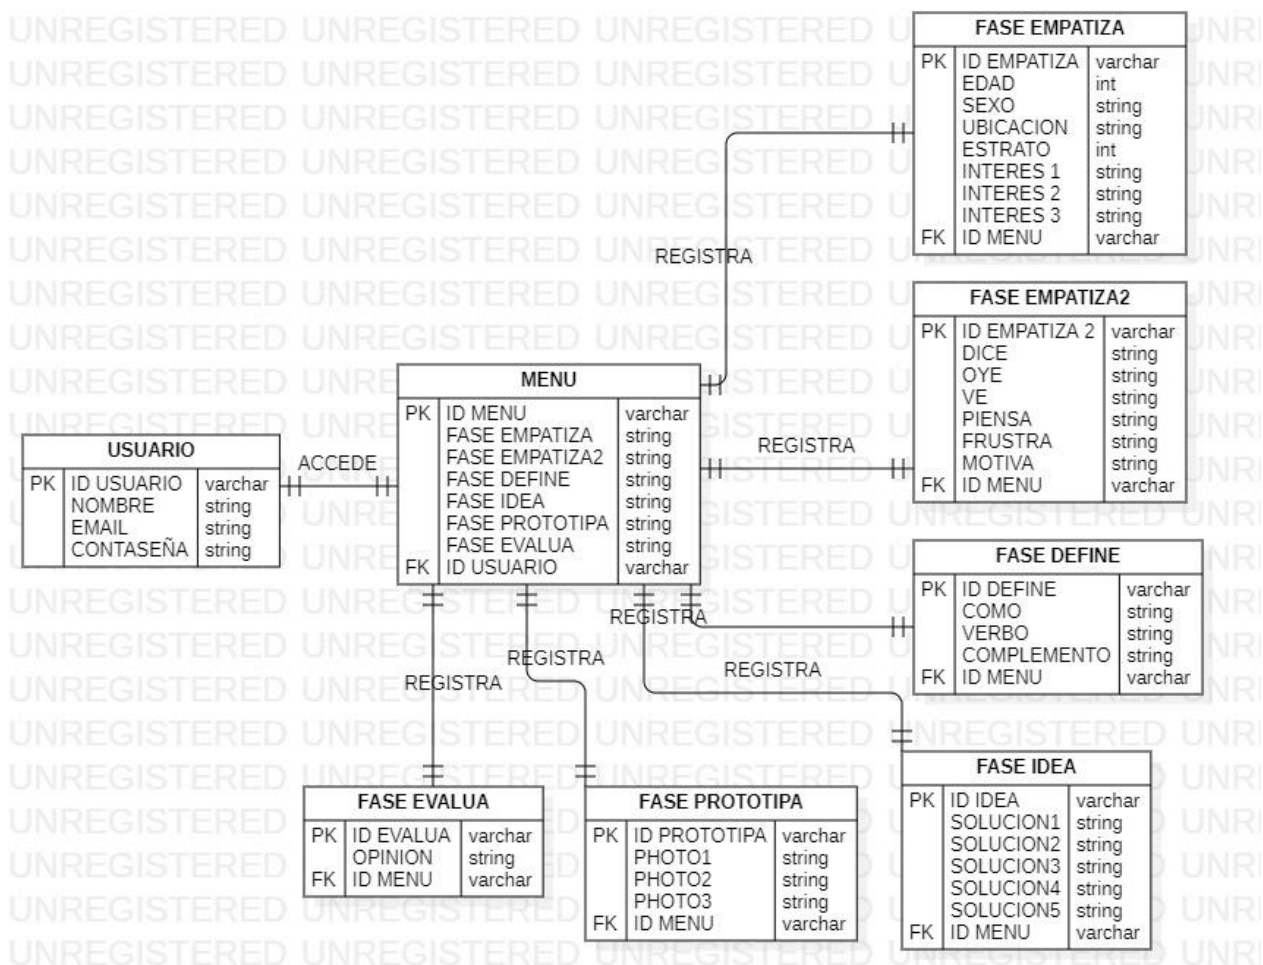 FASE EMPATIZA
PK ID EMPATIZA varchar
EDAD int
SEXO string
UBICACION string
ESTRATO int
INTERES 1 string
INTERES 2 string
INTERES 3 string
FK ID MENU varchar
REGISTRA
FASE EMPATIZA2
PK ID EMPATIZA 2 varchar
DICE string
OYE string
VE string
PIENSA string
FRUSTRA string
MOTIVA string
FK ID MENU varchar
REGISTRA
MENU
PK ID MENU varchar
FASE EMPATIZA string
FASE EMPATIZA2 string
FASE DEFINE string
FASE IDEA string
FASE PROTOTIPA string
FASE EVALUA string
FK ID USUARIO varchar
USUARIO
PK ID USUARIO varchar
NOMBRE string
EMAIL string
CONTASEÑA string
ACCEDE
FASE DEFINE
PK ID DEFINE varchar
COMO string
VERBO string
COMPLEMENTO string
FK ID MENU varchar
REGISTRA
REGISTRA
REGISTRA
REGISTRA
FASE EVALUA
PK ID EVALUA varchar
OPINION string
FK ID MENU varchar
FASE PROTOTIPA
PK ID PROTOTIPA varchar
PHOTO1 string
PHOTO2 string
PHOTO3 string
FK ID MENU varchar
FASE IDEA
PK ID IDEA varchar
SOLUCION1 string
SOLUCION2 string
SOLUCION3 string
SOLUCION4 string
SOLUCION5 string
FK ID MENU varchar
UNREGISTERED